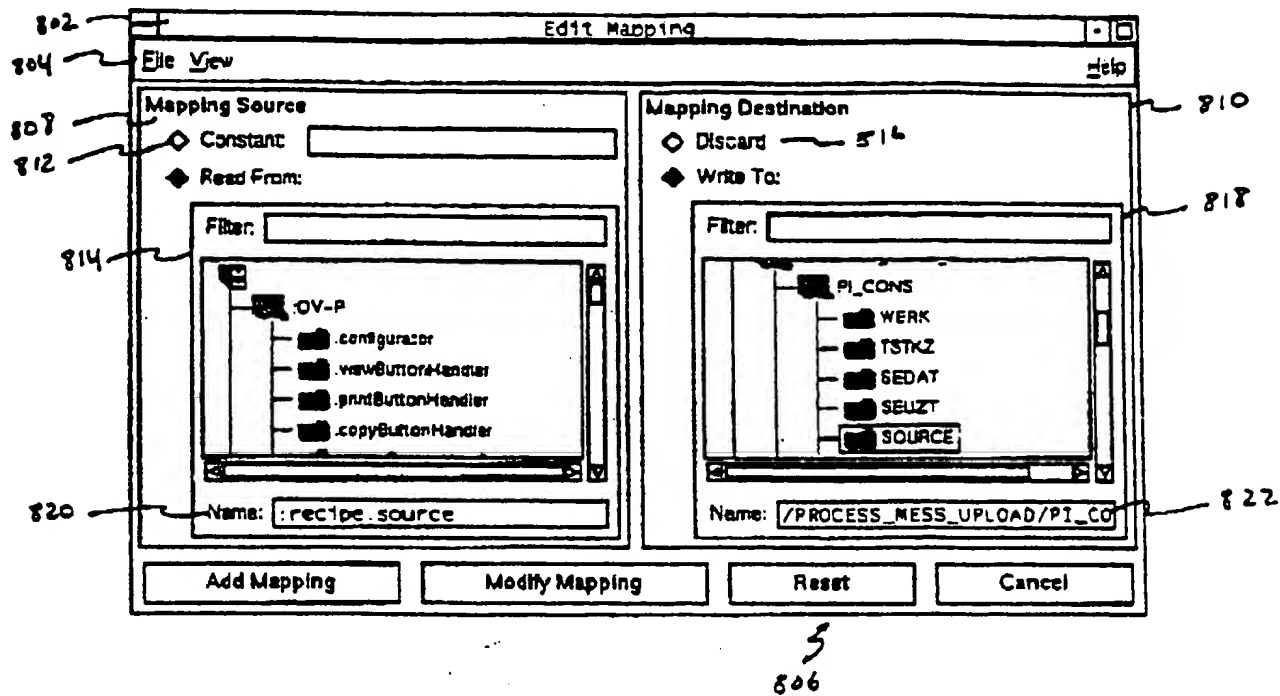 802
Edit Mapping
804
File View
Help
808
Mapping Source
Mapping Destination
810
812
Constant:
Discard
516
Read From:
Write To:
818
Filter:
Filter:
814
:OV-P
.configurator
.viewButtonHandler
.printButtonHandler
.copyButtonHandler
PI_CONS
WERK
TSTKZ
SEDAT
SEUZT
SOURCE
820
Name: :recipe.source
Name: /PROCESS_MESS_UPLOAD/PI_CO
822
Add Mapping
Modify Mapping
Reset
Cancel
806